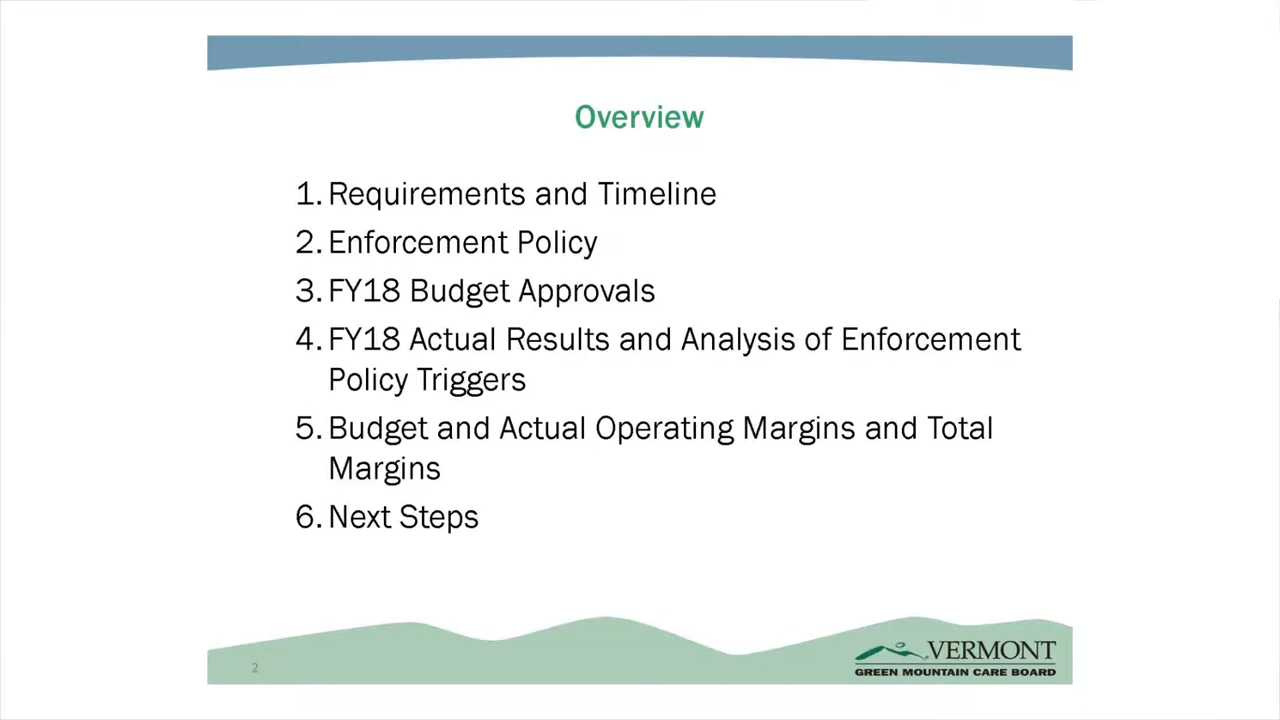 Overview
1. Requirements and Timeline
2. Enforcement Policy
3. FY18 Budget Approvals
4. FY18 Actual Results and Analysis of Enforcement
Policy Triggers
5. Budget and Actual Operating Margins and Total
Margins
6. Next Steps
2
VERMONT
GREEN MOUNTAIN CARE BOARD